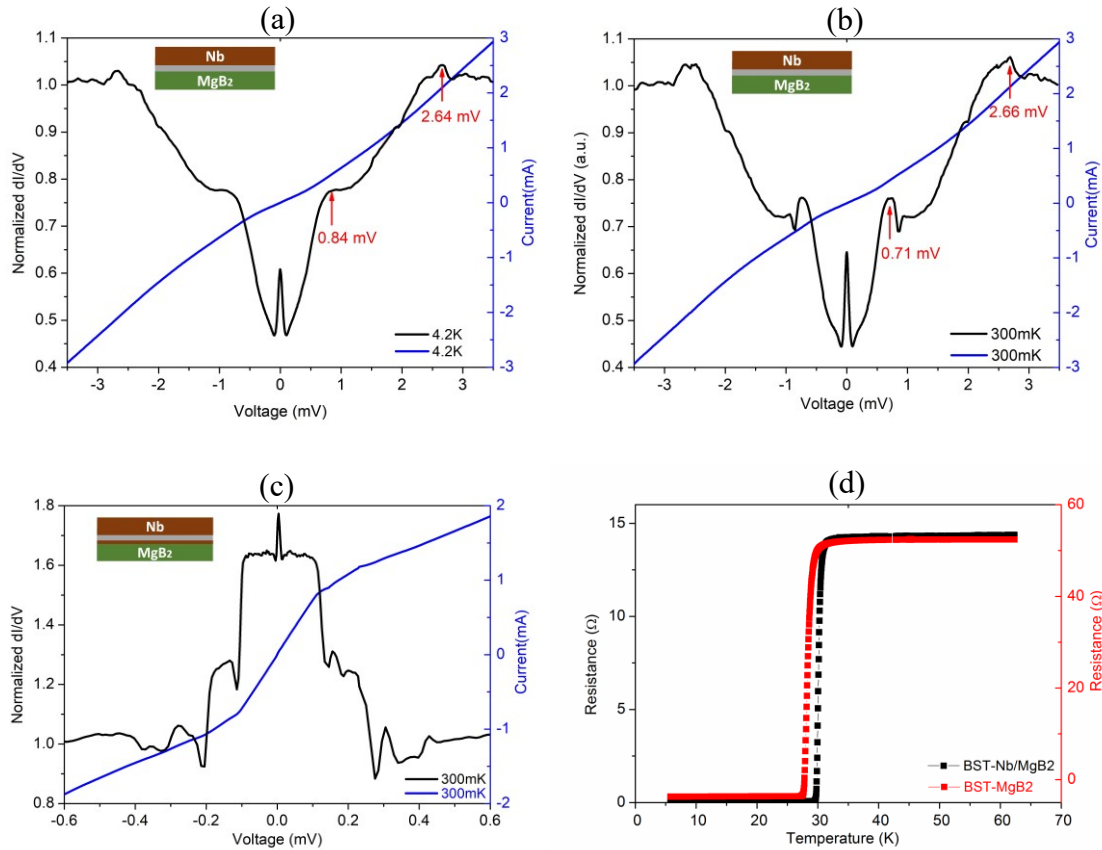 (a)
1.1
1.0
0.9
0.8
0.7
0.6
0.5
0.4
Normalized dI/dV
Nb
MgB₂
2.64 mV
0.84 mV
4.2K
4.2K
3
2
1
0
-1
-2
-3
Current(mA)
-3 -2 -1 0 1 2 3
Voltage (mV)
(b)
1.1
1.0
0.9
0.8
0.7
0.6
0.5
0.4
Normalized dI/dV (a.u.)
Nb
MgB₂
2.66 mV
0.71 mV
300mK
300mK
3
2
1
0
-1
-2
-3
Current(mA)
-3 -2 -1 0 1 2 3
Voltage (mV)
(c)
1.8
1.6
1.4
1.2
1.0
0.8
Normalized dI/dV
Nb
MgB₂
300mK
300mK
2
1
0
-1
-2
Current(mA)
-0.6 -0.4 -0.2 0.0 0.2 0.4 0.6
Voltage (mV)
(d)
15
10
5
0
Resistance (Ω)
BST-Nb/MgB2
BST-MgB2
60
40
20
0
Resistance (Ω)
0 10 20 30 40 50 60 70
Temperature (K)